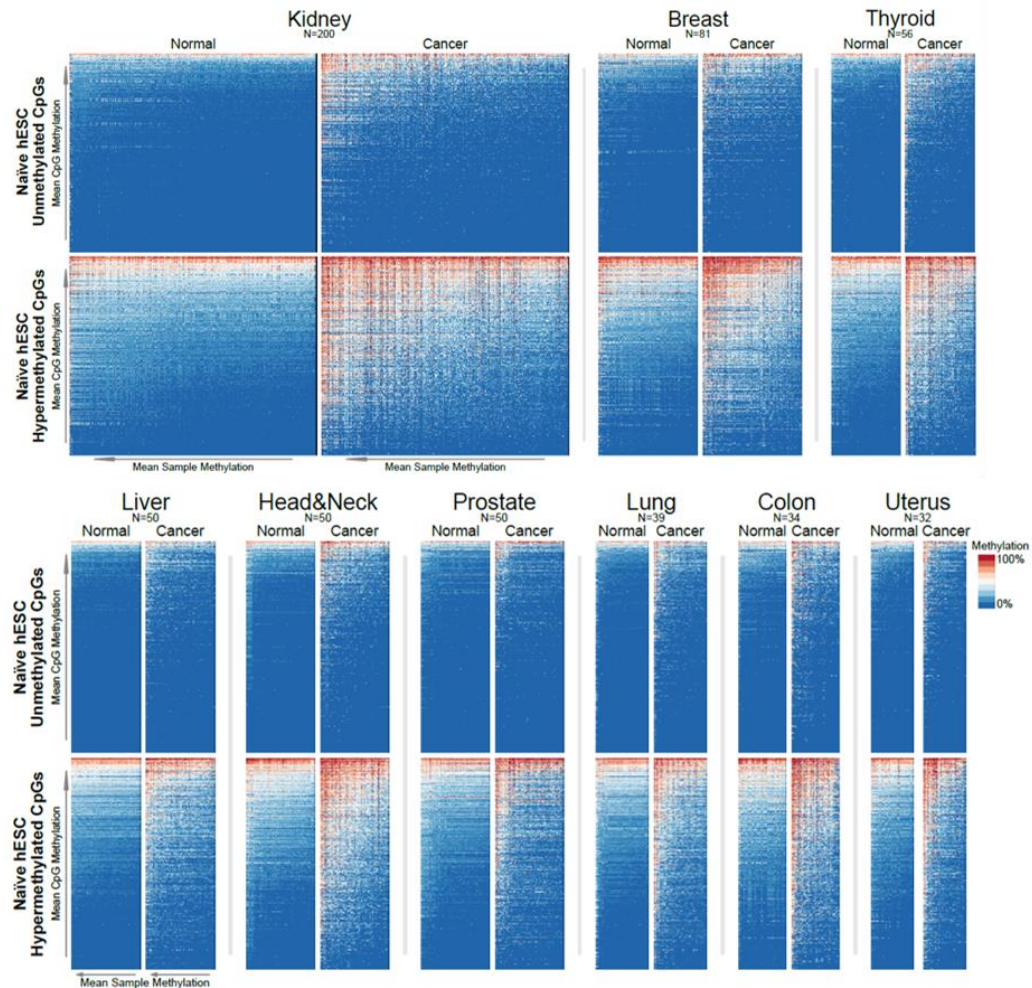 Kidney
N=200
Normal Cancer
Breast
N=81
Normal Cancer
Thyroid
N=56
Normal Cancer
Naïve hESC
Unmethylated CpGs
Mean CpG Methylation
Naïve hESC
Hypermethylated CpGs
Mean CpG Methylation
Mean Sample Methylation
Mean Sample Methylation
Liver
N=50
Normal Cancer
Head&Neck
N=50
Normal Cancer
Prostate
N=50
Normal Cancer
Lung
N=39
Normal Cancer
Colon
N=34
Normal Cancer
Uterus
N=32
Normal Cancer
Methylation
100%
0%
Naïve hESC
Unmethylated CpGs
Mean CpG Methylation
Naïve hESC
Hypermethylated CpGs
Mean CpG Methylation
Mean Sample Methylation